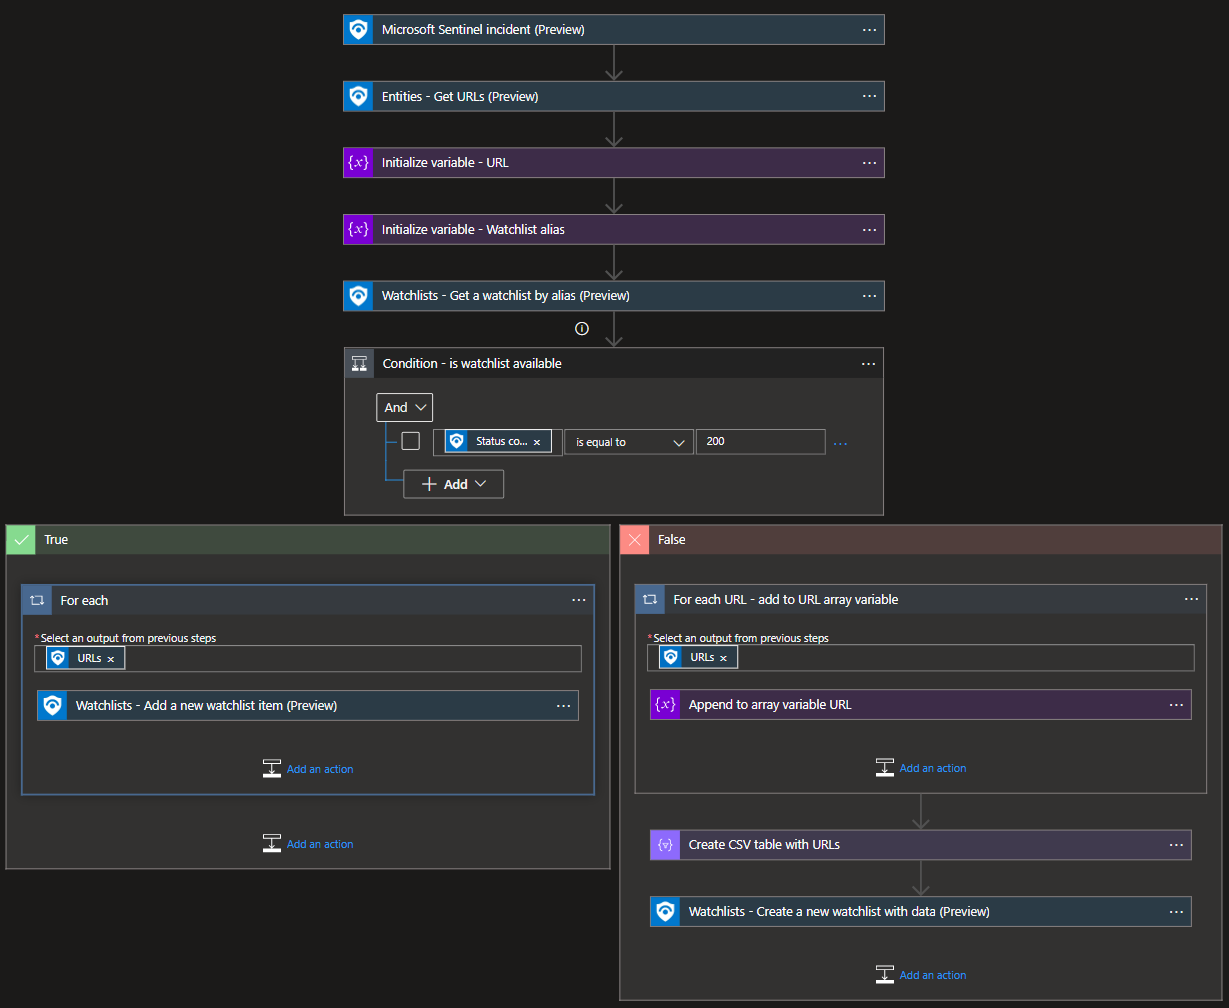 Microsoft Sentinel incident (Preview)
Entities - Get URLs (Preview)
{x} Initialize variable - URL
{x} Initialize variable - Watchlist alias
Watchlists - Get a watchlist by alias (Preview)
Condition - is watchlist available
And
Status co... × is equal to 200
+ Add
True
For each
*Select an output from previous steps
URLs ×
Watchlists - Add a new watchlist item (Preview)
Add an action
Add an action
False
For each URL - add to URL array variable
*Select an output from previous steps
URLs ×
{x} Append to array variable URL
Add an action
Create CSV table with URLs
Watchlists - Create a new watchlist with data (Preview)
Add an action